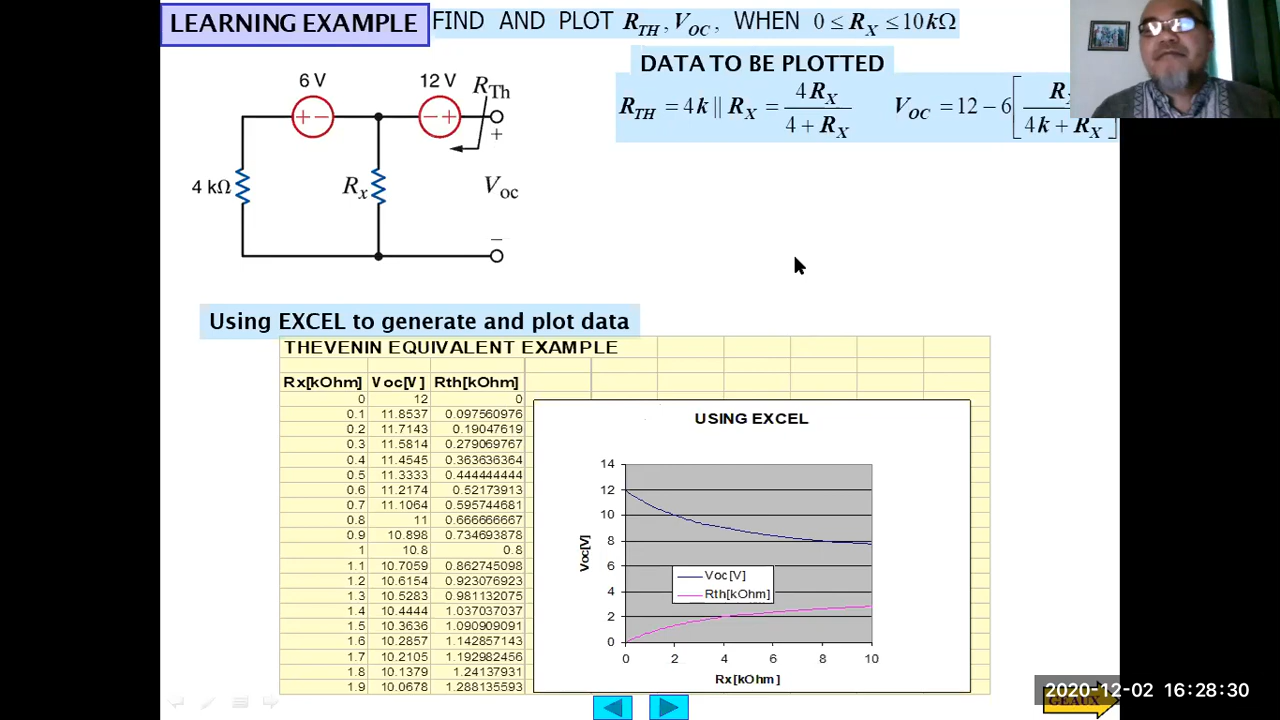 LEARNING EXAMPLE
FIND AND PLOT R_TH, V_OC, WHEN 0 ≤ R_X ≤ 10kΩ
DATA TO BE PLOTTED
R_TH = 4k || R_X = 4R_X / 4 + R_X
V_OC = 12 − 6[ R / 4k + R_X ]
6 V
12 V
R_Th
+ −
− +
+
4 kΩ
R_x
V_oc
−
Using EXCEL to generate and plot data
THEVENIN EQUIVALENT EXAMPLE
Rx[kOhm] Voc[V] Rth[kOhm]
0 12 0
0.1 11.8537 0.097560976
0.2 11.7143 0.19047619
0.3 11.5814 0.279069767
0.4 11.4545 0.363636364
0.5 11.3333 0.444444444
0.6 11.2174 0.52173913
0.7 11.1064 0.595744681
0.8 11 0.666666667
0.9 10.898 0.734693878
1 10.8 0.8
1.1 10.7059 0.862745098
1.2 10.6154 0.923076923
1.3 10.5283 0.981132075
1.4 10.4444 1.037037037
1.5 10.3636 1.090909091
1.6 10.2857 1.142857143
1.7 10.2105 1.192982456
1.8 10.1379 1.24137931
1.9 10.0678 1.288135593
USING EXCEL
14
12
10
8
6
4
2
0
Voc[V]
Voc[V]
Rth[kOhm]
0 2 4 6 8 10
Rx[kOhm]
GEAUX
2020-12-02 16:28:30